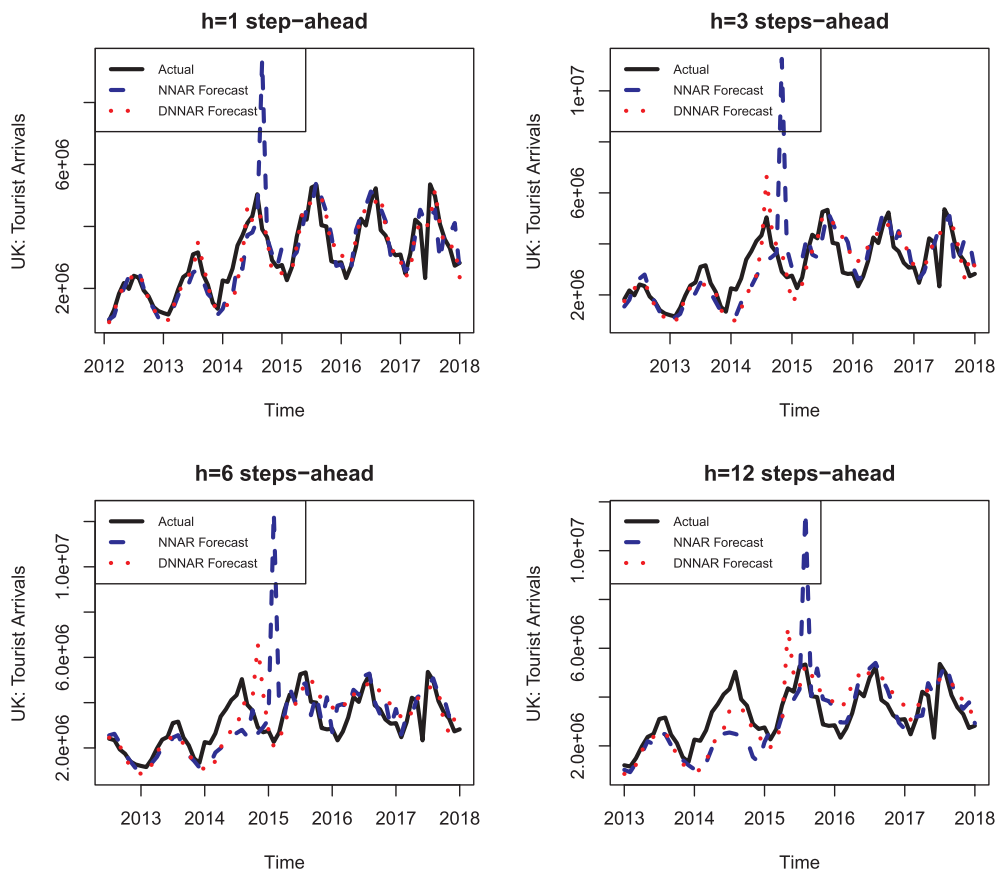 h=1 step−ahead
UK: Tourist Arrivals
6e+06
2e+06
Actual
NNAR Forecast
DNNAR Forecast
2012 2013 2014 2015 2016 2017 2018
Time
h=3 steps−ahead
UK: Tourist Arrivals
1e+07
6e+06
2e+06
Actual
NNAR Forecast
DNNAR Forecast
2013 2014 2015 2016 2017 2018
Time
h=6 steps−ahead
UK: Tourist Arrivals
1.0e+07
6.0e+06
2.0e+06
Actual
NNAR Forecast
DNNAR Forecast
2013 2014 2015 2016 2017 2018
Time
h=12 steps−ahead
UK: Tourist Arrivals
1.0e+07
6.0e+06
2.0e+06
Actual
NNAR Forecast
DNNAR Forecast
2013 2014 2015 2016 2017 2018
Time